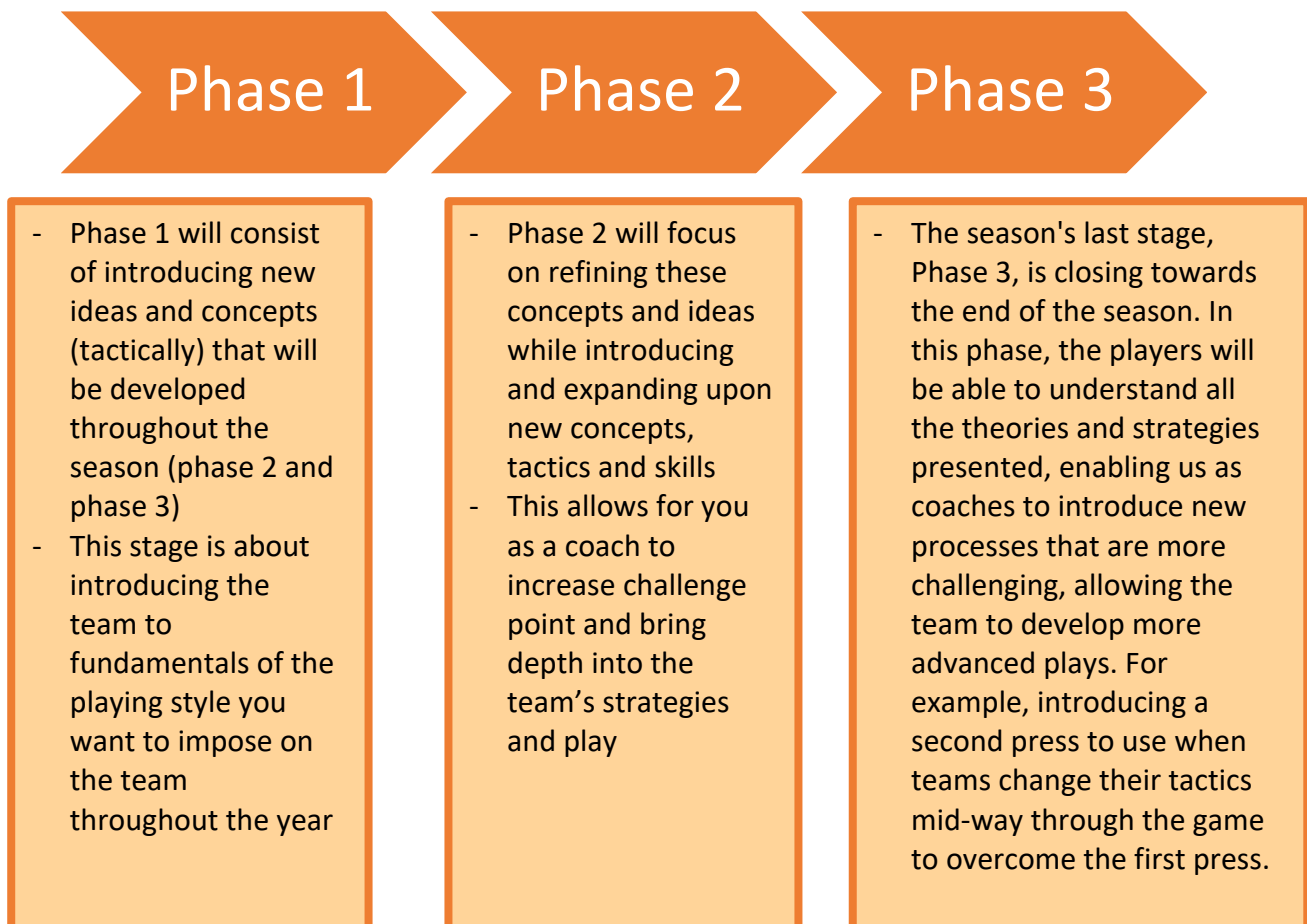 Phase 1
Phase 2
Phase 3
- Phase 1 will consist
of introducing new
ideas and concepts
(tactically) that will
be developed
throughout the
season (phase 2 and
phase 3)
- This stage is about
introducing the
team to
fundamentals of the
playing style you
want to impose on
the team
throughout the year
- Phase 2 will focus
on refining these
concepts and ideas
while introducing
and expanding upon
new concepts,
tactics and skills
- This allows for you
as a coach to
increase challenge
point and bring
depth into the
team’s strategies
and play
- The season's last stage,
Phase 3, is closing towards
the end of the season. In
this phase, the players will
be able to understand all
the theories and strategies
presented, enabling us as
coaches to introduce new
processes that are more
challenging, allowing the
team to develop more
advanced plays. For
example, introducing a
second press to use when
teams change their tactics
mid-way through the game
to overcome the first press.